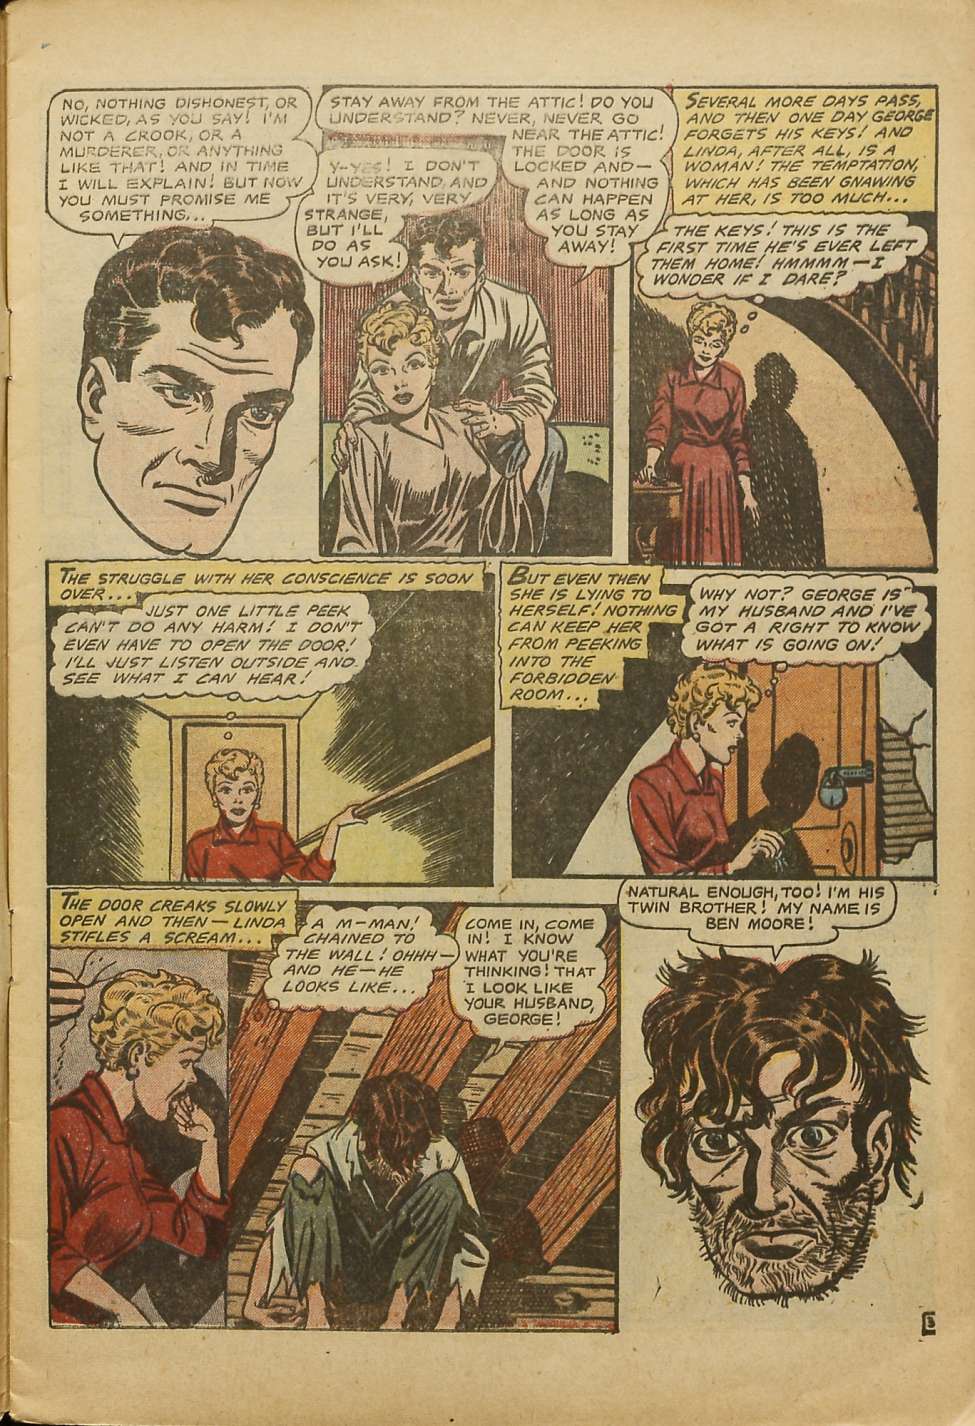 NO, NOTHING DISHONEST, OR
WICKED, AS YOU SAY! I'M
NOT A CROOK, OR A
MURDERER, OR ANYTHING
LIKE THAT! AND IN TIME
I WILL EXPLAIN! BUT NOW
YOU MUST PROMISE ME
SOMETHING...
STAY AWAY FROM THE ATTIC! DO YOU
UNDERSTAND? NEVER, NEVER GO
NEAR THE ATTIC!
THE DOOR IS
LOCKED AND—
AND NOTHING
CAN HAPPEN
AS LONG AS
YOU STAY
AWAY!
Y-YES! I DON'T
UNDERSTAND, AND
IT'S VERY, VERY
STRANGE,
BUT I'LL
DO AS
YOU ASK!
SEVERAL MORE DAYS PASS,
AND THEN ONE DAY GEORGE
FORGETS HIS KEYS! AND
LINDA, AFTER ALL, IS A
WOMAN! THE TEMPTATION,
WHICH HAS BEEN GNAWING
AT HER, IS TOO MUCH...
THE KEYS! THIS IS THE
FIRST TIME HE'S EVER LEFT
THEM HOME! HMMMM—I
WONDER IF I DARE?
THE STRUGGLE WITH HER CONSCIENCE IS SOON
OVER...
JUST ONE LITTLE PEEK
CAN'T DO ANY HARM! I DON'T
EVEN HAVE TO OPEN THE DOOR!
I'LL JUST LISTEN OUTSIDE AND
SEE WHAT I CAN HEAR!
BUT EVEN THEN
SHE IS LYING TO
HERSELF! NOTHING
CAN KEEP HER
FROM PEEKING
INTO THE
FORBIDDEN
ROOM...
WHY NOT? GEORGE IS
MY HUSBAND AND I'VE
GOT A RIGHT TO KNOW
WHAT IS GOING ON!
THE DOOR CREAKS SLOWLY
OPEN AND THEN—LINDA
STIFLES A SCREAM...
A M-MAN!
CHAINED TO
THE WALL! OHHH—
AND HE—HE
LOOKS LIKE...
COME IN, COME
IN! I KNOW
WHAT YOU'RE
THINKING! THAT
I LOOK LIKE
YOUR HUSBAND,
GEORGE!
NATURAL ENOUGH, TOO! I'M HIS
TWIN BROTHER! MY NAME IS
BEN MOORE!
3